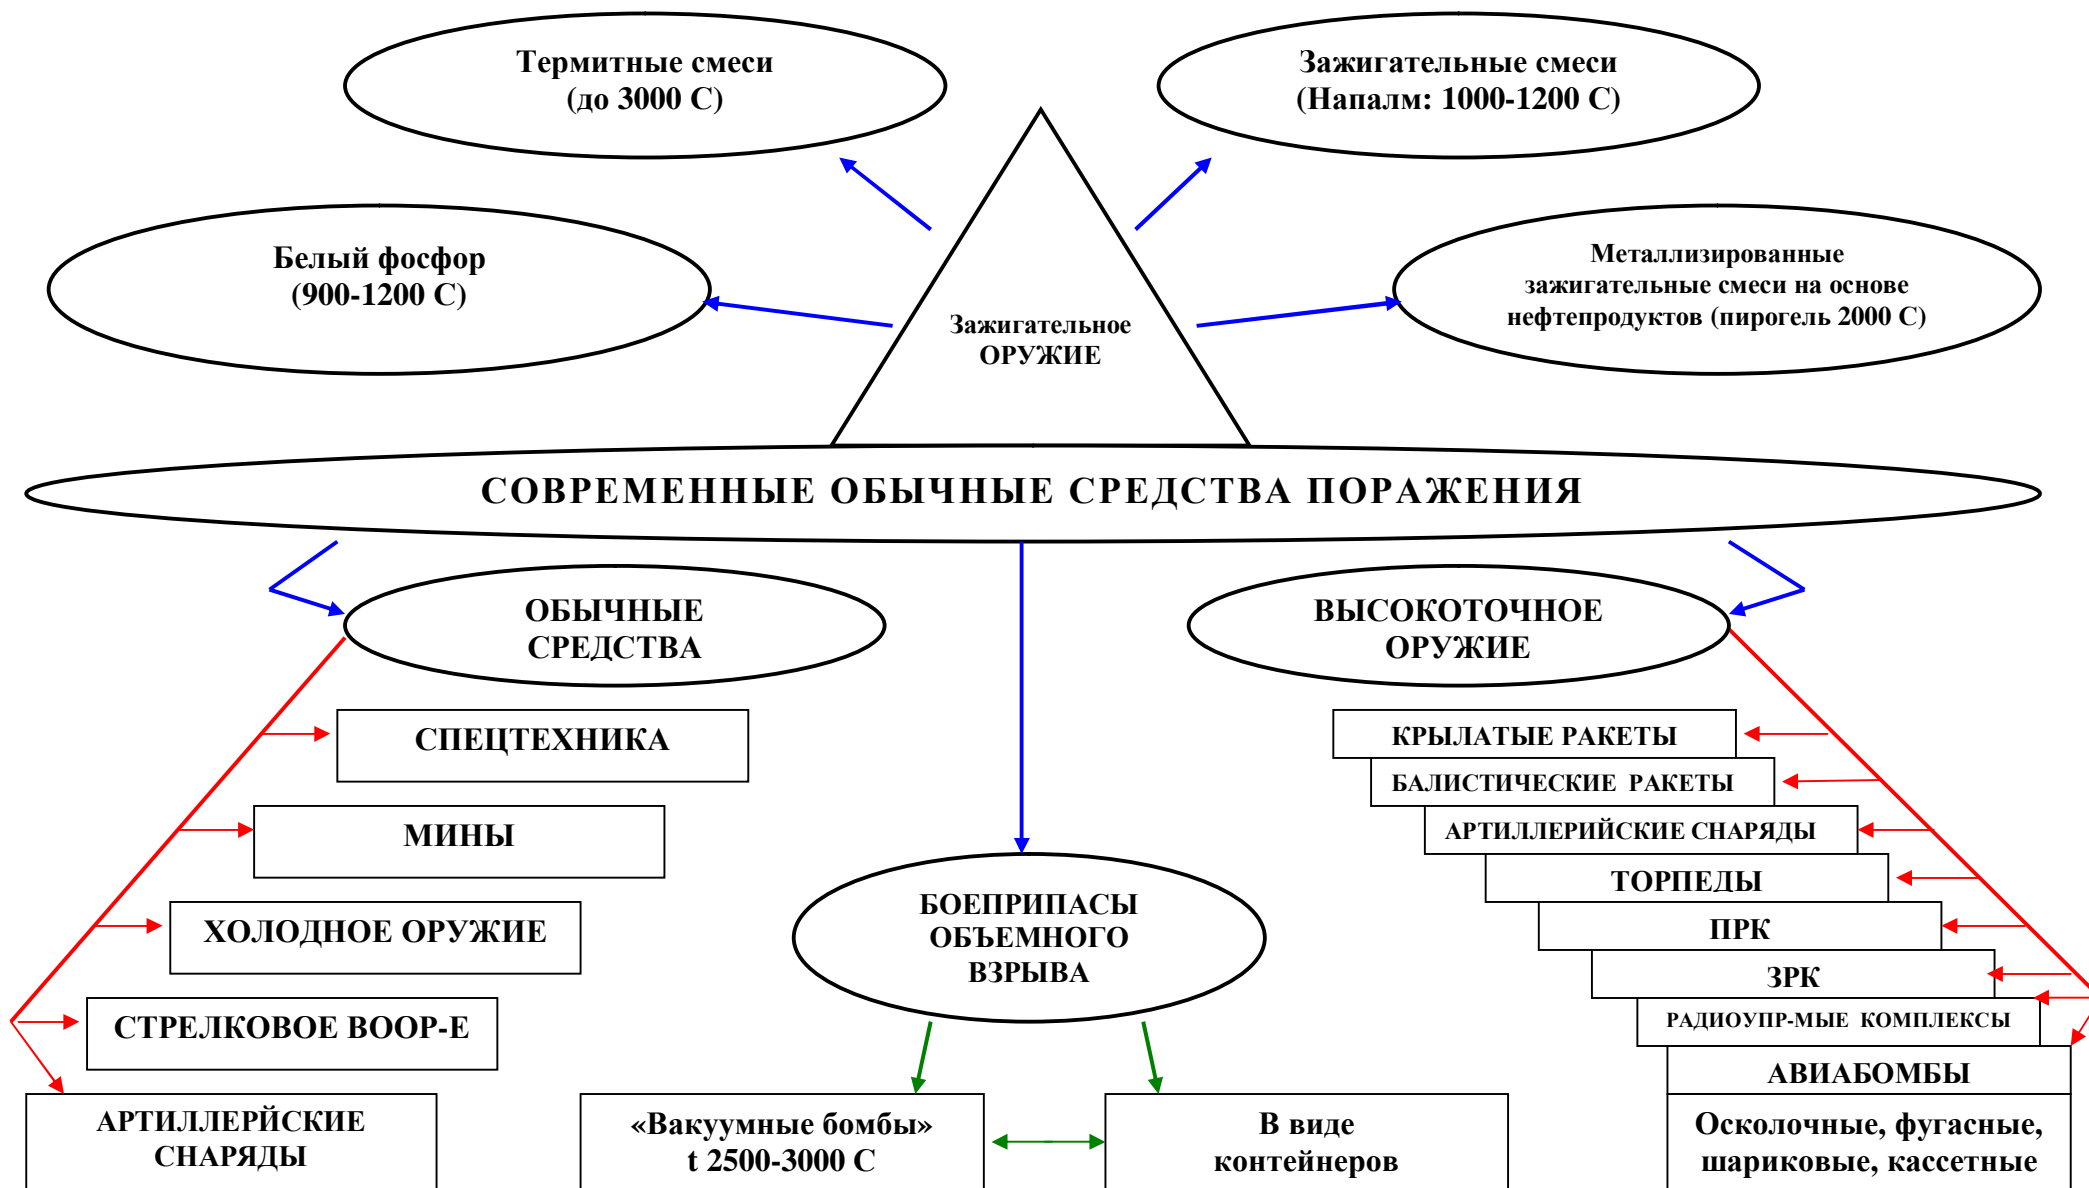 Термитные смеси
(до 3000 С)
Зажигательные смеси
(Напалм: 1000-1200 С)
Белый фосфор
(900-1200 С)
Металлизированные
зажигательные смеси на основе
нефтепродуктов (пирогель 2000 С)
Зажигательное
ОРУЖИЕ
СОВРЕМЕННЫЕ ОБЫЧНЫЕ СРЕДСТВА ПОРАЖЕНИЯ
ОБЫЧНЫЕ
СРЕДСТВА
ВЫСОКОТОЧНОЕ
ОРУЖИЕ
СПЕЦТЕХНИКА
МИНЫ
ХОЛОДНОЕ ОРУЖИЕ
СТРЕЛКОВОЕ ВООР-Е
АРТИЛЛЕРЙСКИЕ
СНАРЯДЫ
БОЕПРИПАСЫ
ОБЪЕМНОГО
ВЗРЫВА
«Вакуумные бомбы»
t 2500-3000 С
В виде
контейнеров
КРЫЛАТЫЕ РАКЕТЫ
БАЛИСТИЧЕСКИЕ РАКЕТЫ
АРТИЛЛЕРИЙСКИЕ СНАРЯДЫ
ТОРПЕДЫ
ПРК
ЗРК
РАДИОУПР-МЫЕ КОМПЛЕКСЫ
АВИАБОМБЫ
Осколочные, фугасные,
шариковые, кассетные